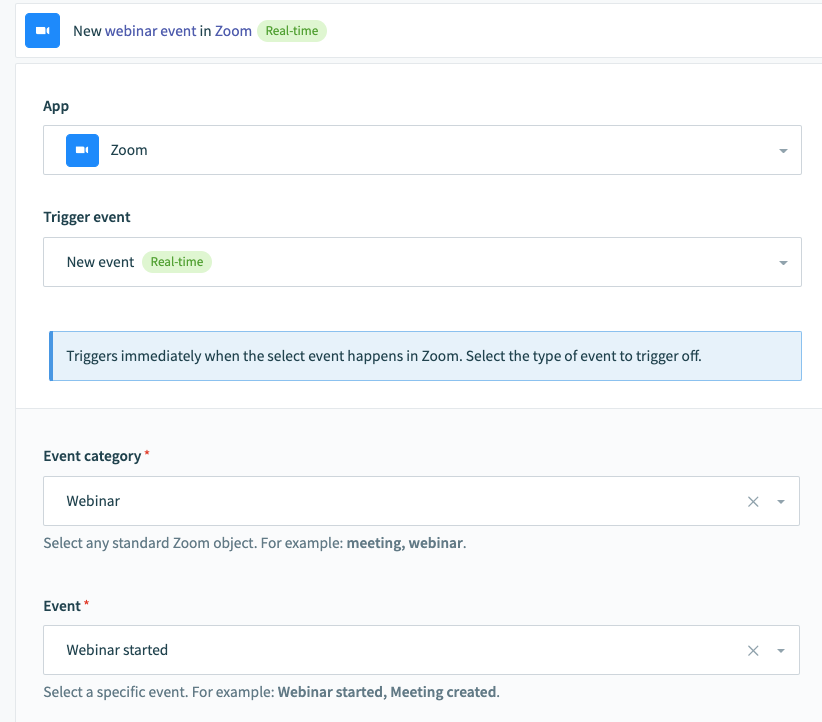 New webinar event in Zoom Real-time
App
Zoom
Trigger event
New event Real-time
Triggers immediately when the select event happens in Zoom. Select the type of event to trigger off.
Event category *
Webinar
Select any standard Zoom object. For example: meeting, webinar.
Event *
Webinar started
Select a specific event. For example: Webinar started, Meeting created.